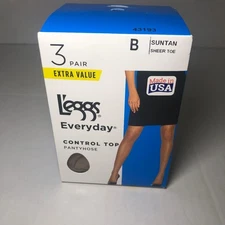 3
PAIR
EXTRA VALUE
B
SUNTAN
SHEER TOE
Made in
USA
L'eggs
Everyday®
CONTROL TOP
PANTYHOSE